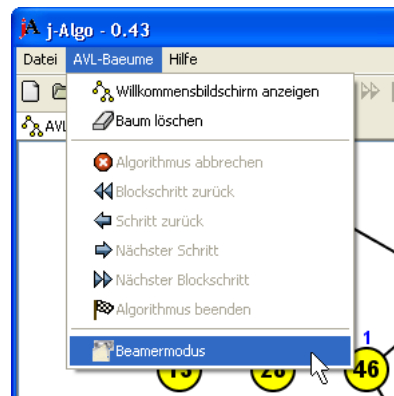 j-Algo - 0.43
Datei AVL-Baeume Hilfe
Willkommensbildschirm anzeigen
Baum löschen
AVL
Algorithmus abbrechen
Blockschritt zurück
Schritt zurück
Nächster Schritt
Nächster Blockschritt
Algorithmus beenden
Beamermodus
1
13 28 46